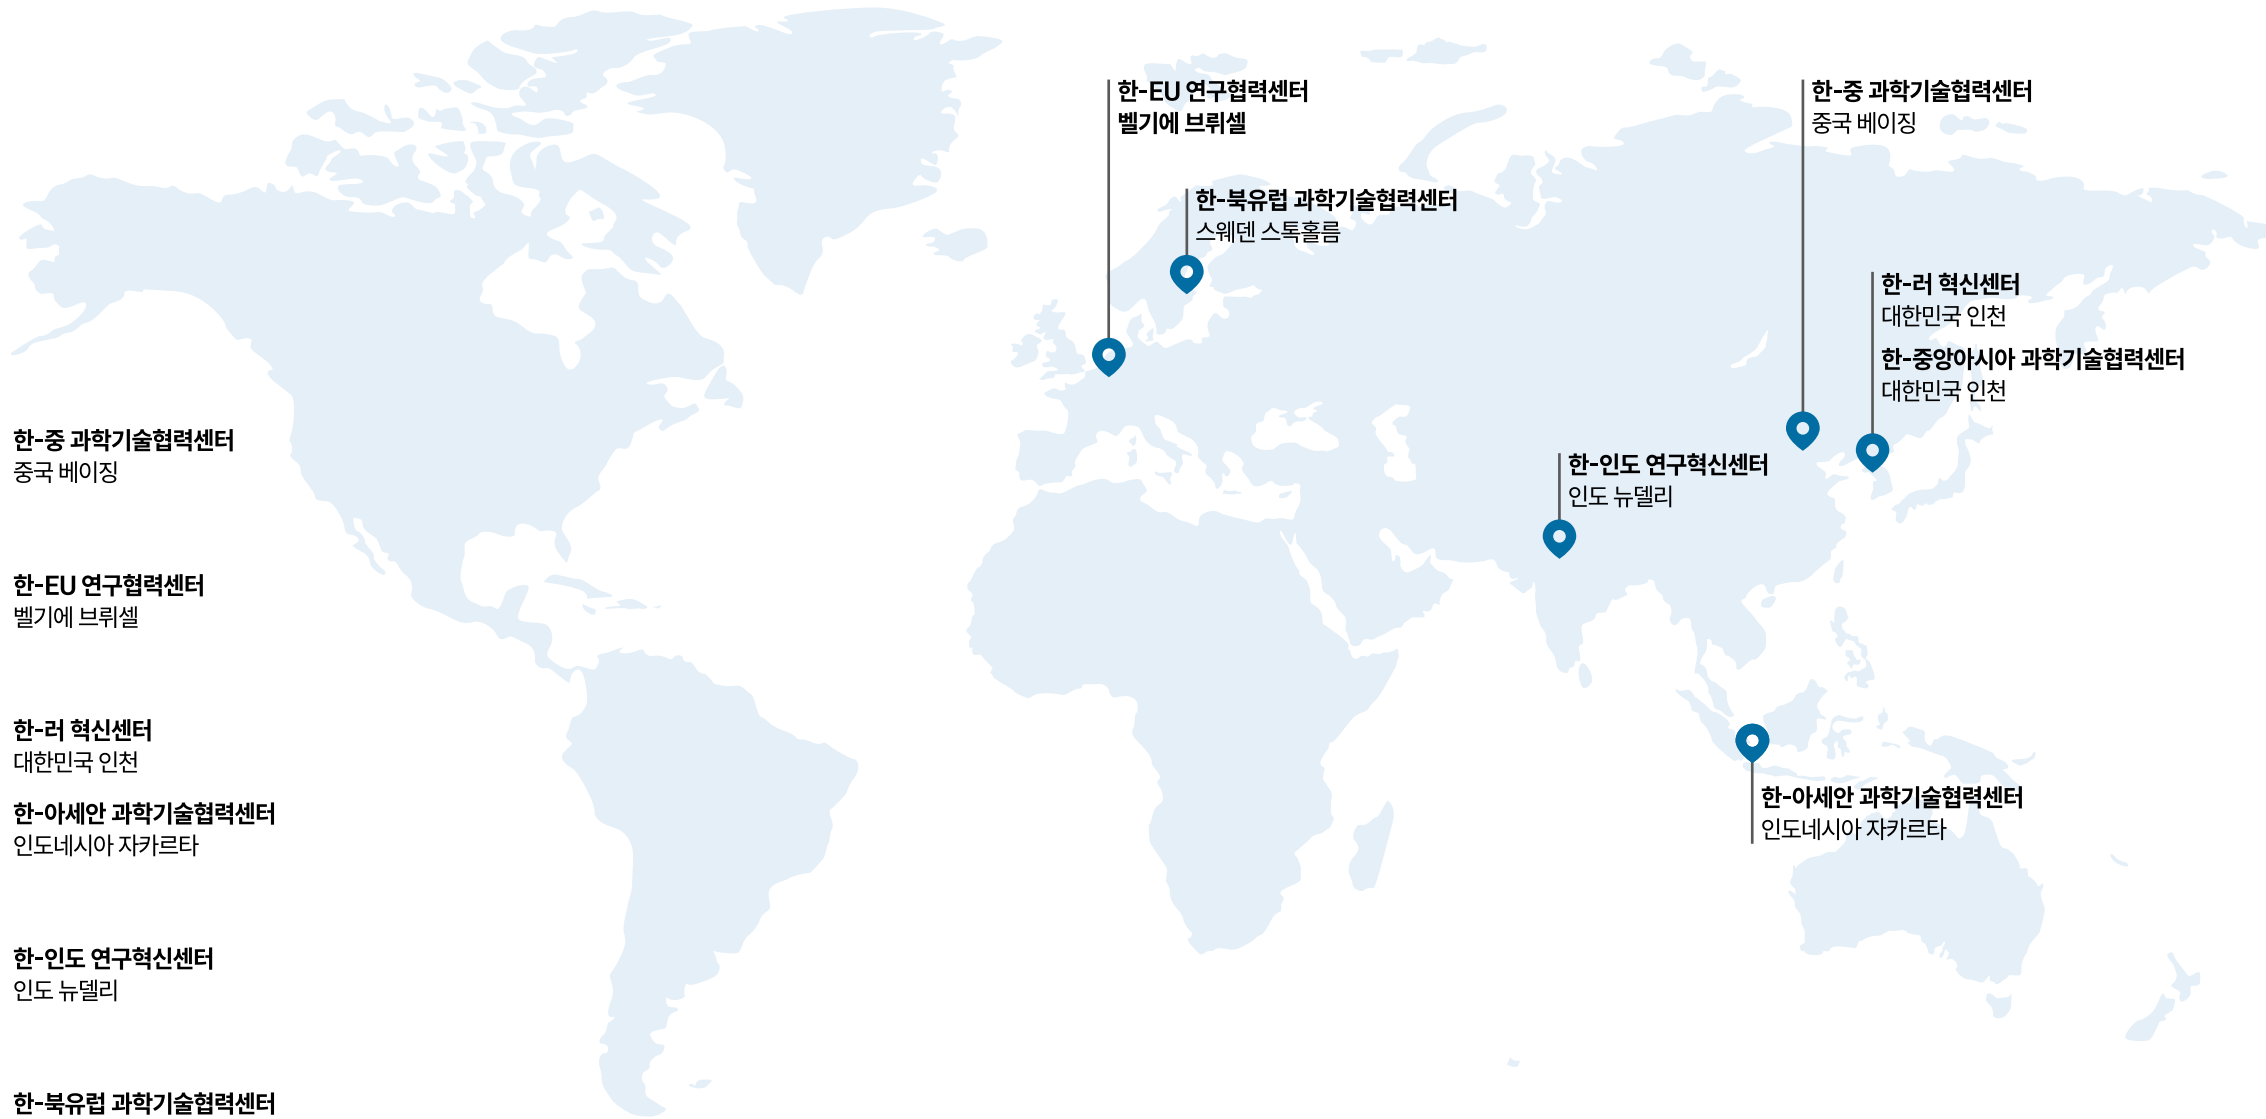 한-EU 연구협력센터
벨기에 브뤼셀
한-북유럽 과학기술협력센터
스웨덴 스톡홀름
한-중 과학기술협력센터
중국 베이징
한-러 혁신센터
대한민국 인천
한-중앙아시아 과학기술협력센터
대한민국 인천
한-인도 연구혁신센터
인도 뉴델리
한-아세안 과학기술협력센터
인도네시아 자카르타
한-중 과학기술협력센터
중국 베이징
한-EU 연구협력센터
벨기에 브뤼셀
한-러 혁신센터
대한민국 인천
한-아세안 과학기술협력센터
인도네시아 자카르타
한-인도 연구혁신센터
인도 뉴델리
한-북유럽 과학기술협력센터